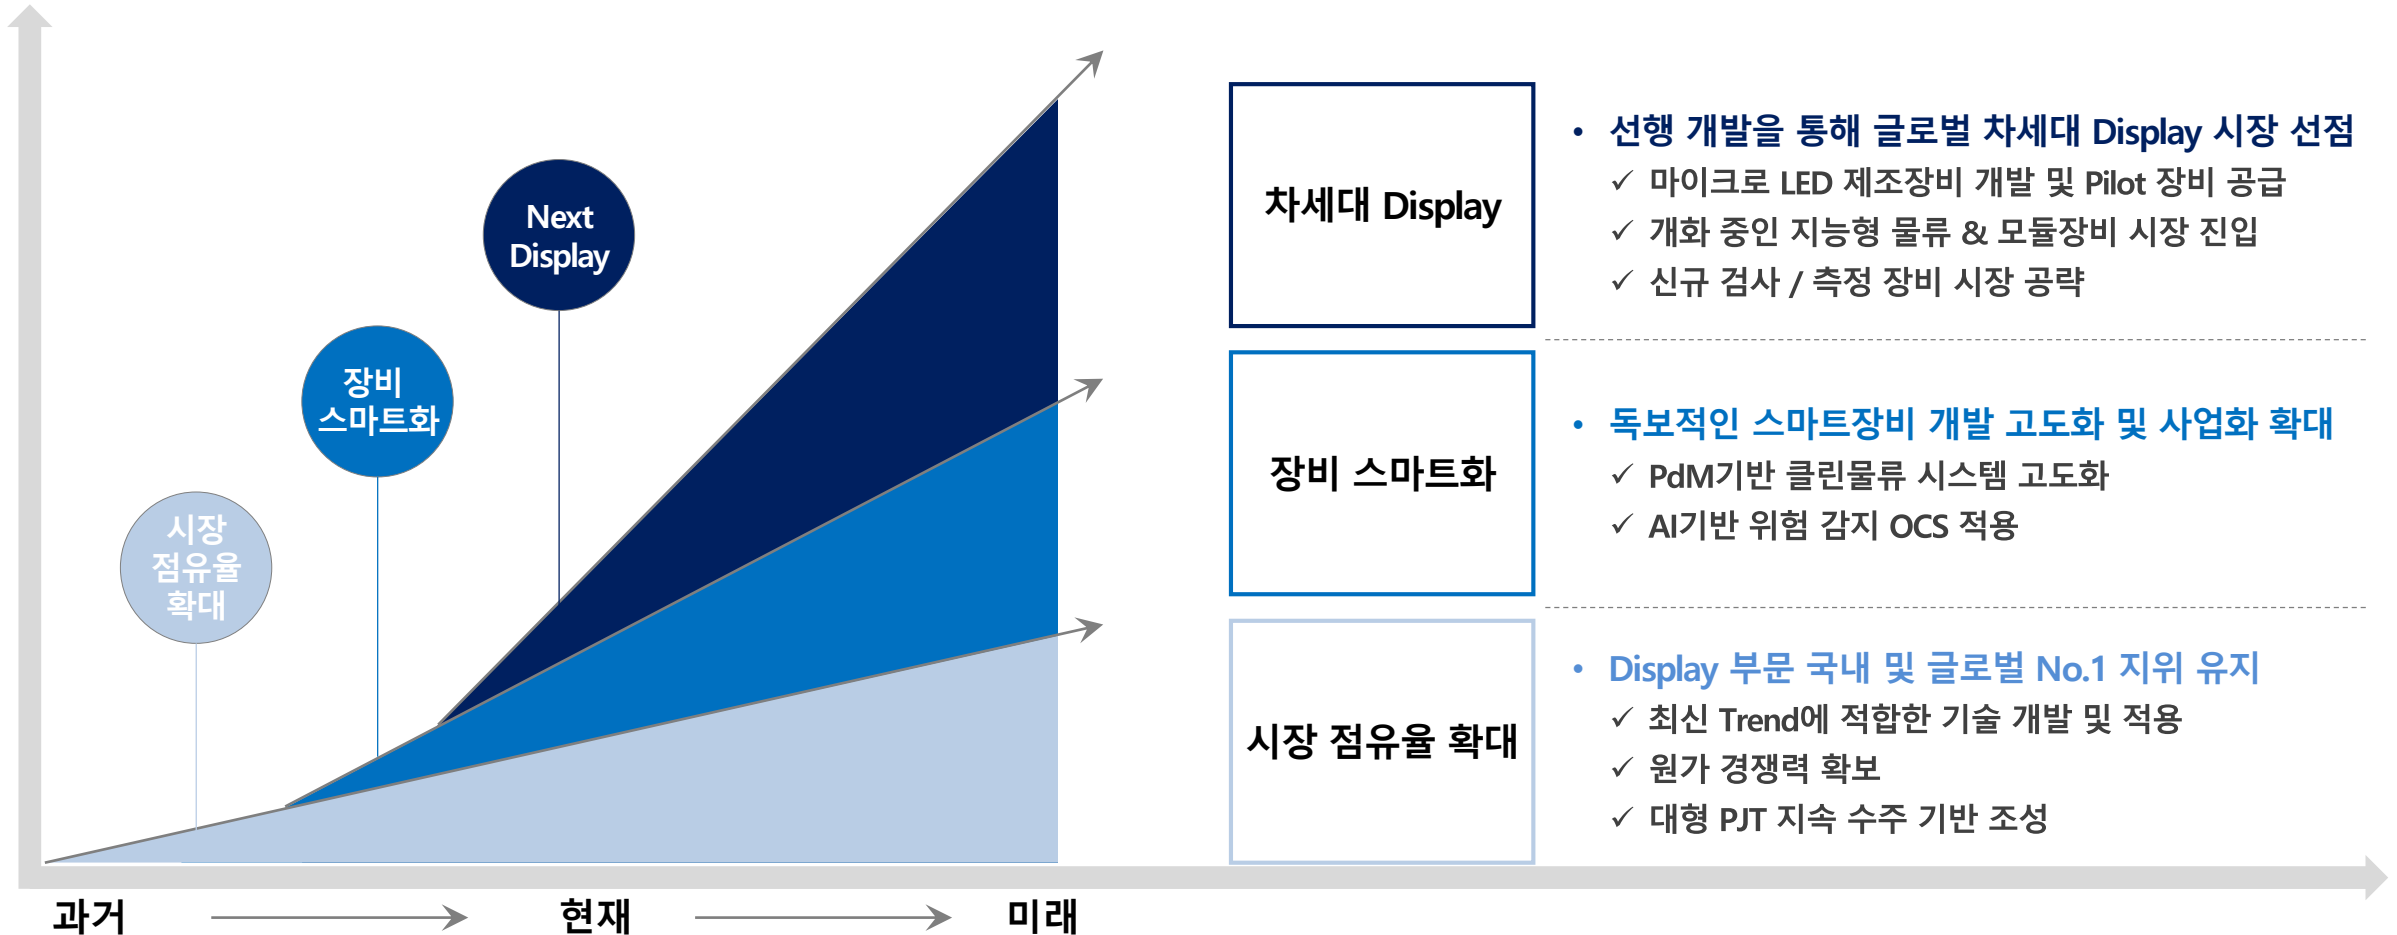 Next
Display
장비
스마트화
시장
점유율
확대
과거
현재
미래
차세대 Display
• 선행 개발을 통해 글로벌 차세대 Display 시장 선점
✓ 마이크로 LED 제조장비 개발 및 Pilot 장비 공급
✓ 개화 중인 지능형 물류 & 모듈장비 시장 진입
✓ 신규 검사 / 측정 장비 시장 공략
장비 스마트화
• 독보적인 스마트장비 개발 고도화 및 사업화 확대
✓ PdM기반 클린물류 시스템 고도화
✓ AI기반 위험 감지 OCS 적용
시장 점유율 확대
• Display 부문 국내 및 글로벌 No.1 지위 유지
✓ 최신 Trend에 적합한 기술 개발 및 적용
✓ 원가 경쟁력 확보
✓ 대형 PJT 지속 수주 기반 조성